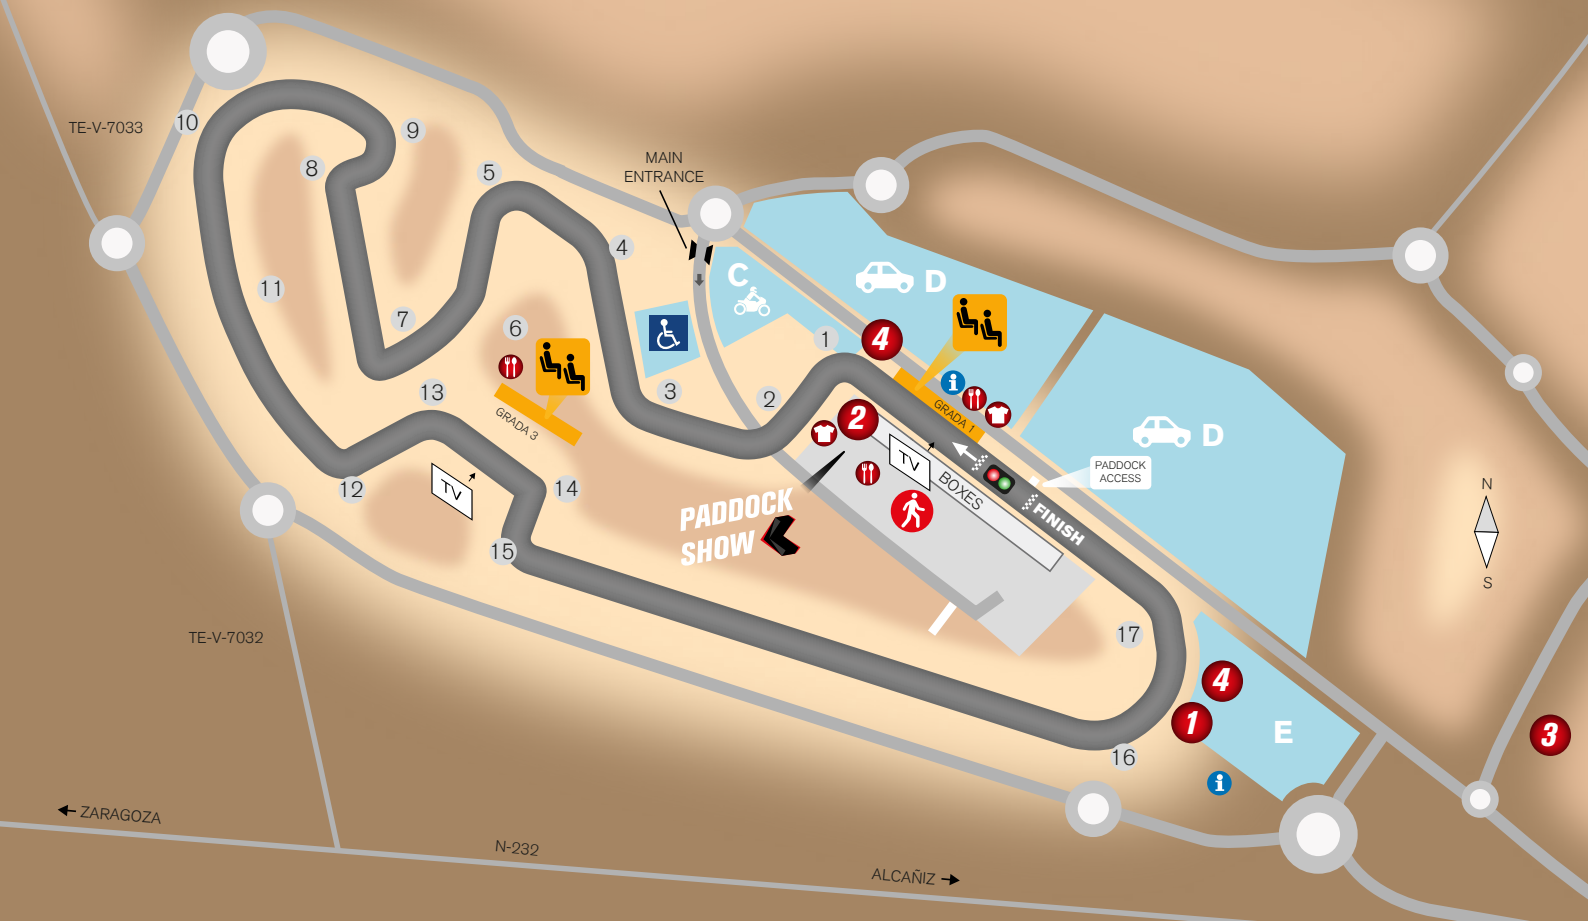 10
TE-V-7033
9
8
5
MAIN
ENTRANCE
4
C
D
11
7
6
1
4
3
2
13
GRADA 3
GRADA 1
2
D
TV
PADDOCK
ACCESS
12
TV
14
BOXES
PADDOCK
SHOW
FINISH
N
S
15
17
TE-V-7032
4
1
E
3
16
ZARAGOZA
N-232
ALCAÑIZ